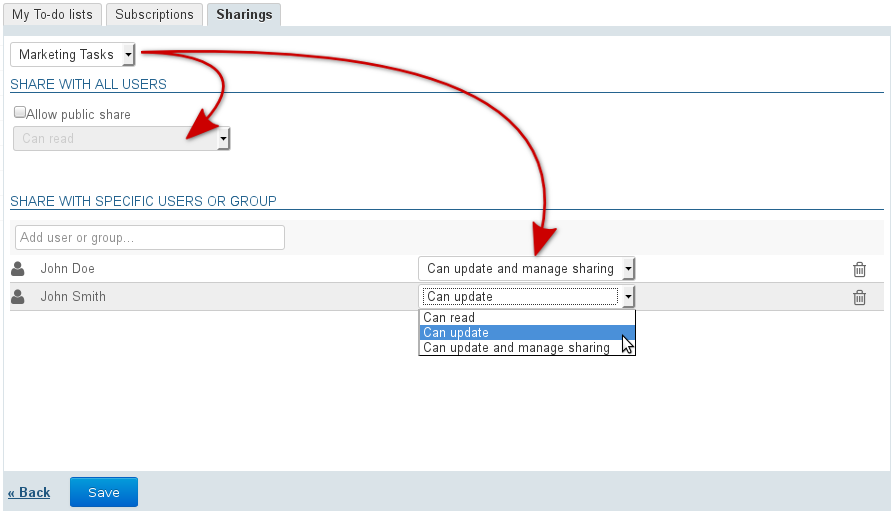 My To-do lists Subscriptions Sharings
Marketing Tasks
SHARE WITH ALL USERS
Allow public share
Can read
SHARE WITH SPECIFIC USERS OR GROUP
Add user or group...
John Doe Can update and manage sharing
John Smith Can update
Can read
Can update
Can update and manage sharing
« Back Save